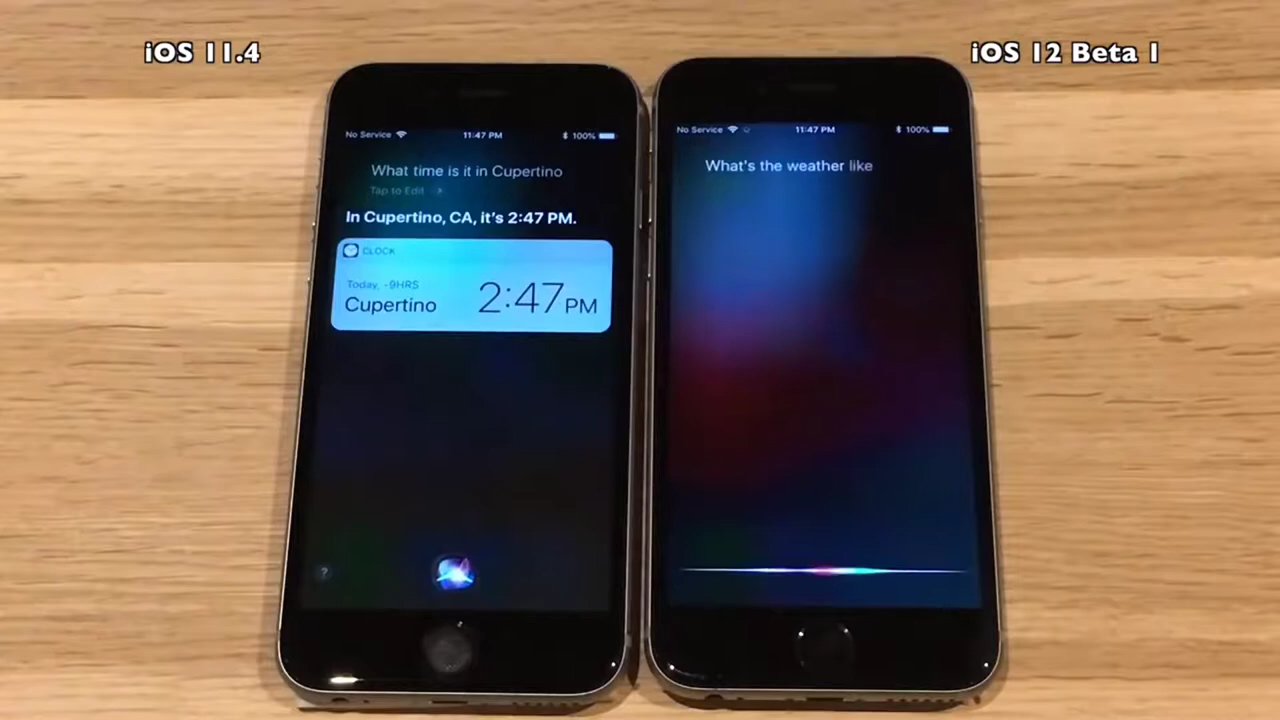 iOS 11.4
iOS 12 Beta 1
No Service 11:47 PM 100%
What time is it in Cupertino
Tap to Edit
In Cupertino, CA, it's 2:47 PM.
CLOCK
Today, -9HRS
Cupertino 2:47PM
?
No Service 11:47 PM 100%
What's the weather like